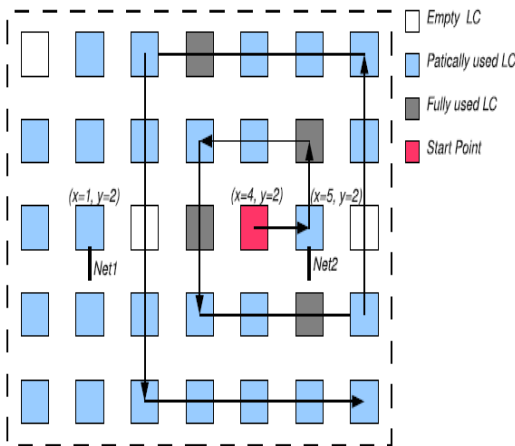 Empty LC
Patically used LC
Fully used LC
Start Point
(x=1, y=2)
(x=4, y=2)
(x=5, y=2)
Net1
Net2